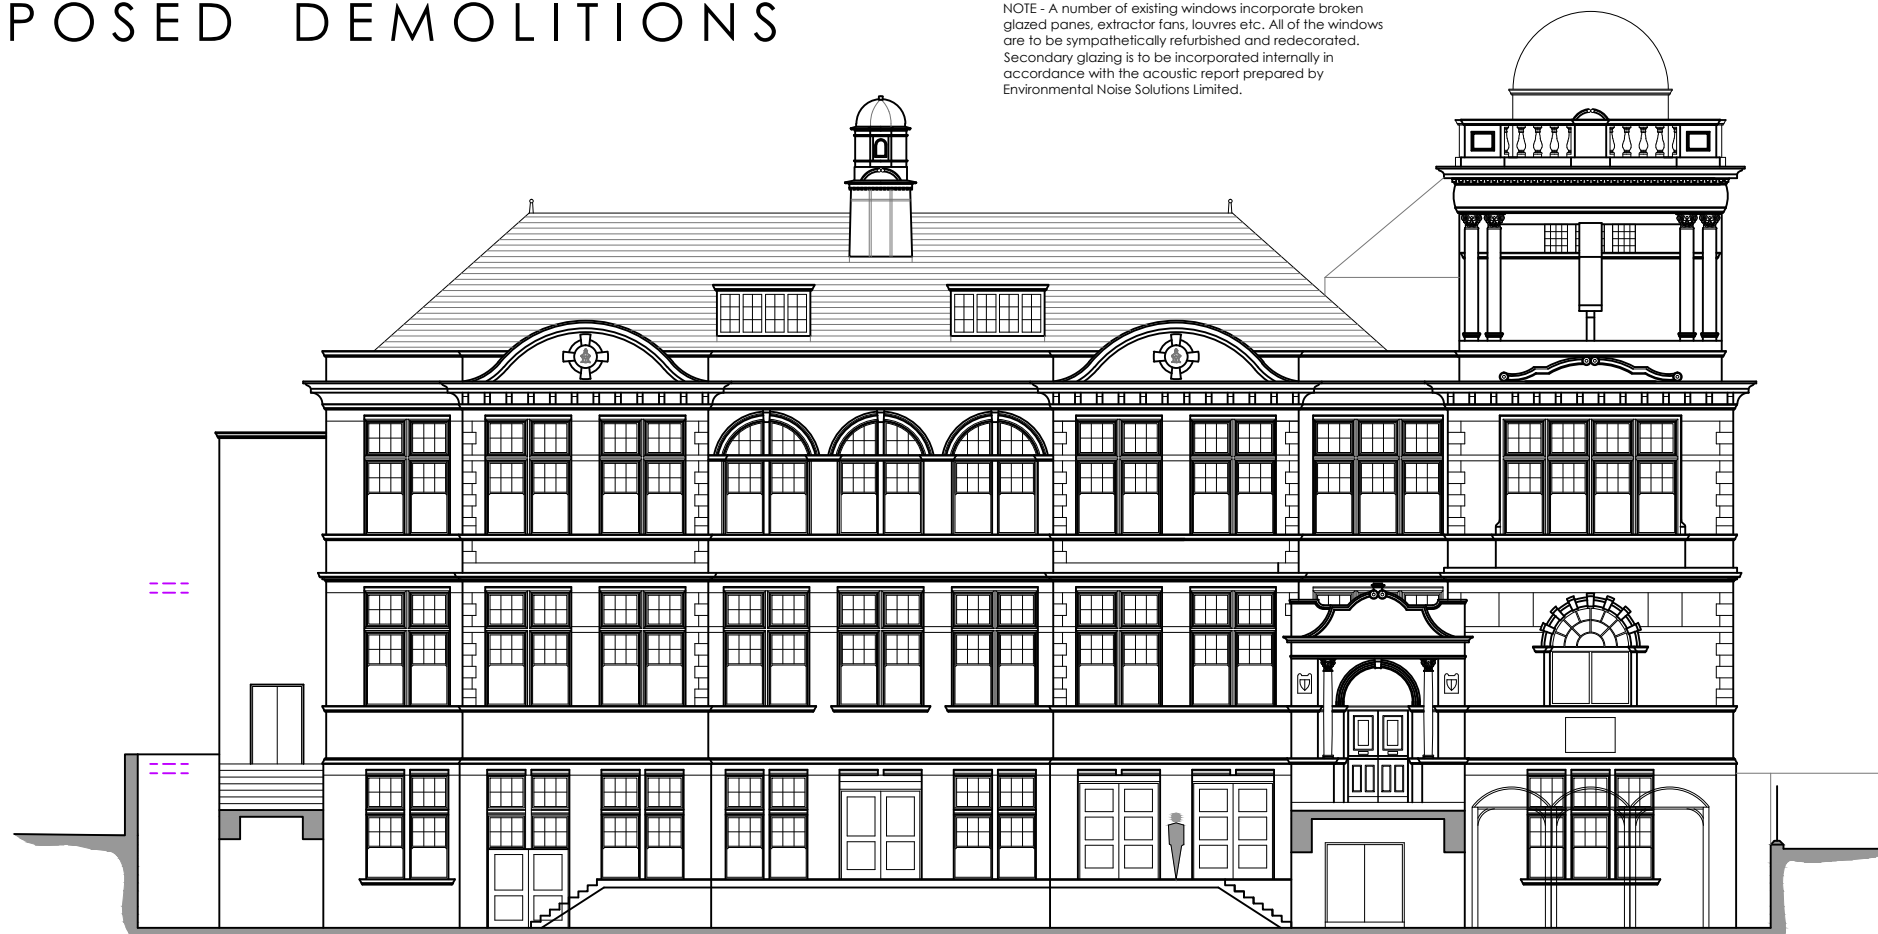 POSED DEMOLITIONS
NOTE - A number of existing windows incorporate broken
glazed panes, extractor fans, louvres etc. All of the windows
are to be sympathetically refurbished and redecorated.
Secondary glazing is to be incorporated internally in
accordance with the acoustic report prepared by
Environmental Noise Solutions Limited.